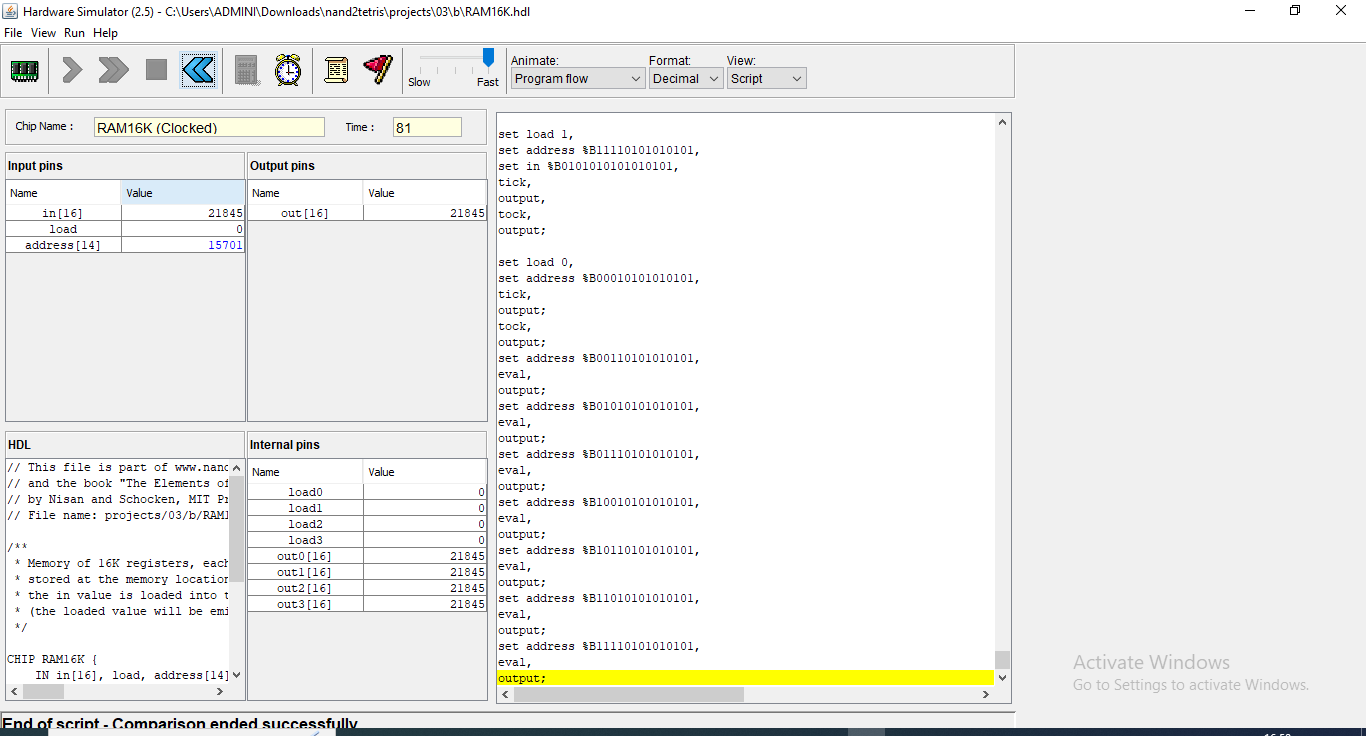 Hardware Simulator (2.5) - C:\Users\ADMINI\Downloads\nand2tetris\projects\03\b\RAM16K.hdl
File View Run Help
Slow Fast
Animate: Format: View:
Program flow Decimal Script
Chip Name : RAM16K (Clocked) Time : 81
Input pins
Name Value
in[16] 21845
load 0
address[14] 15701
Output pins
Name Value
out[16] 21845
HDL
// This file is part of www.nand
// and the book "The Elements of
// by Nisan and Schocken, MIT Pr
// File name: projects/03/b/RAM1
/**
* Memory of 16K registers, each
* stored at the memory location
* the in value is loaded into t
* (the loaded value will be emi
*/
CHIP RAM16K {
IN in[16], load, address[14]
Internal pins
Name Value
load0 0
load1 0
load2 0
load3 0
out0[16] 21845
out1[16] 21845
out2[16] 21845
out3[16] 21845
set load 1,
set address %B11110101010101,
set in %B0101010101010101,
tick,
output,
tock,
output;
set load 0,
set address %B00010101010101,
tick,
output;
tock,
output;
set address %B00110101010101,
eval,
output;
set address %B01010101010101,
eval,
output;
set address %B01110101010101,
eval,
output;
set address %B10010101010101,
eval,
output;
set address %B10110101010101,
eval,
output;
set address %B11010101010101,
eval,
output;
set address %B11110101010101,
eval,
output;
Activate Windows
Go to Settings to activate Windows.
End of script - Comparison ended successfully